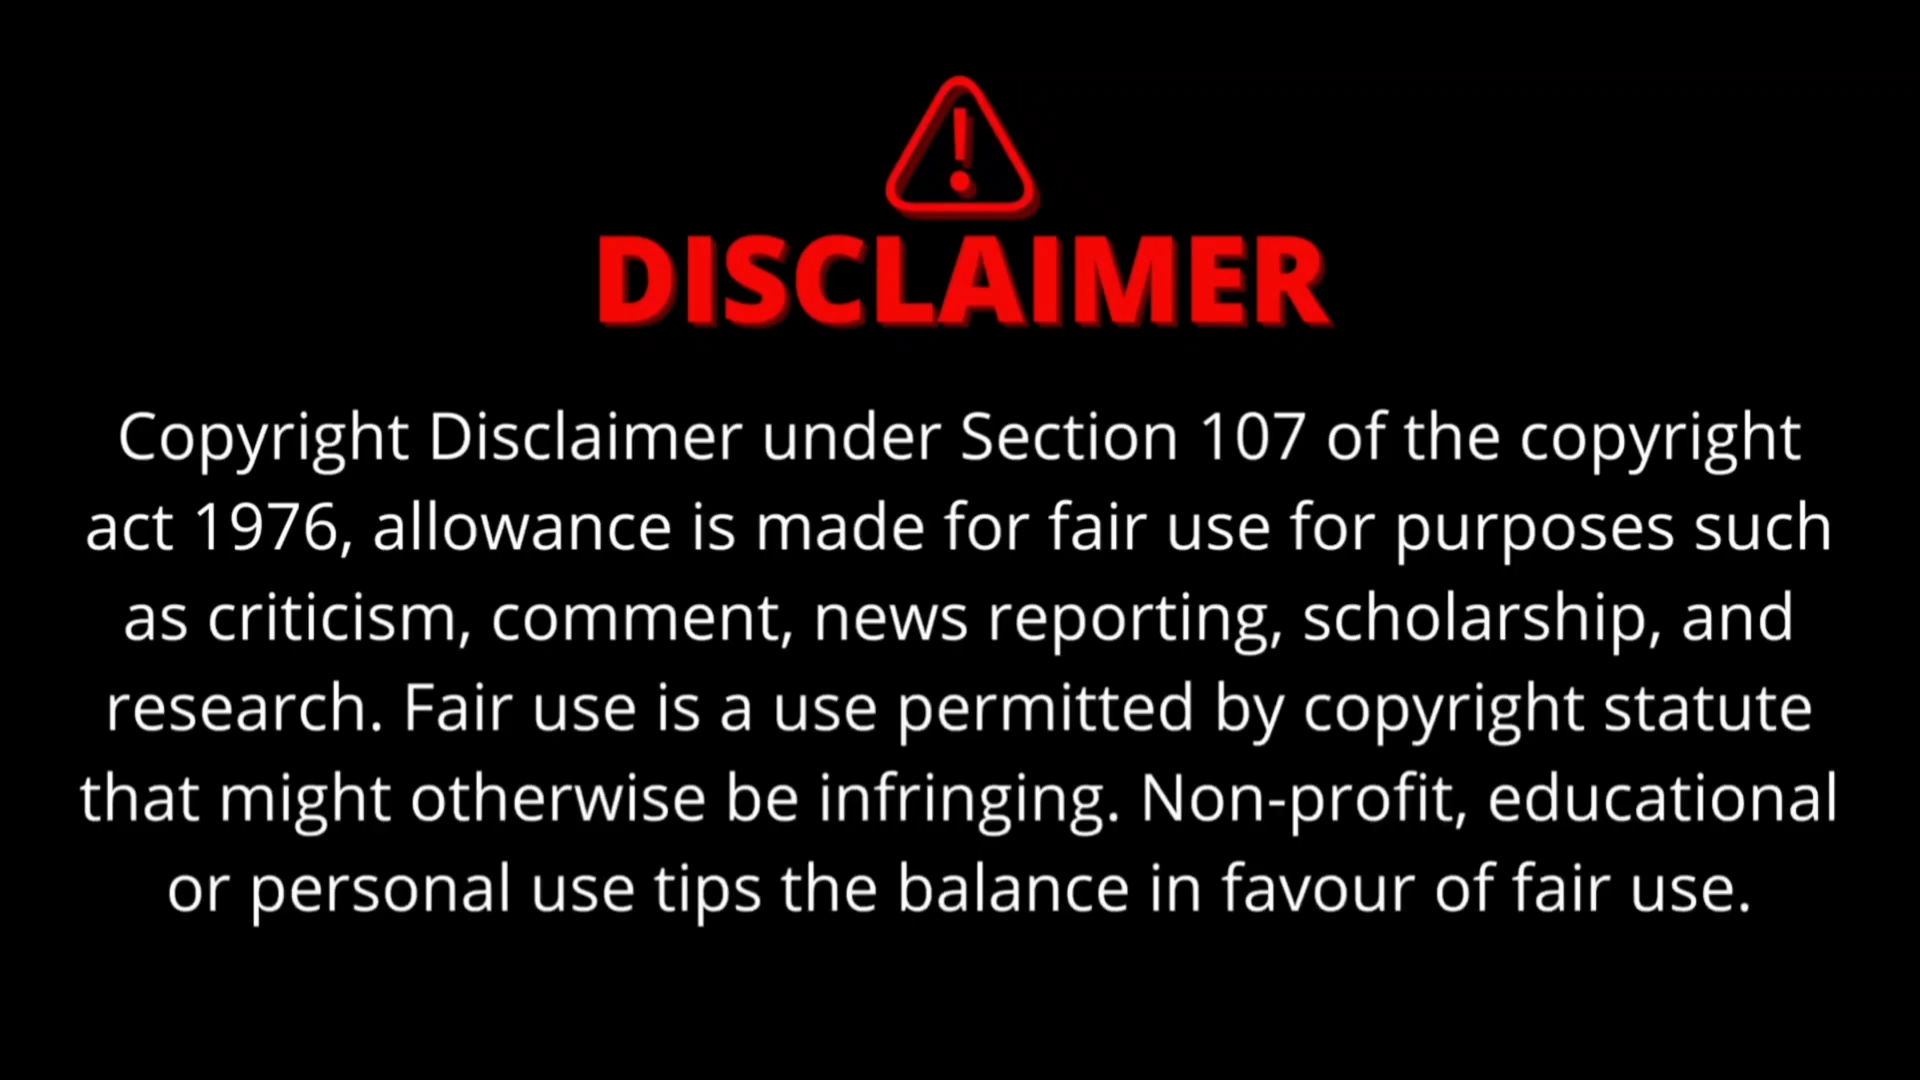 DISCLAIMER
Copyright Disclaimer under Section 107 of the copyright
act 1976, allowance is made for fair use for purposes such
as criticism, comment, news reporting, scholarship, and
research. Fair use is a use permitted by copyright statute
that might otherwise be infringing. Non-profit, educational
or personal use tips the balance in favour of fair use.